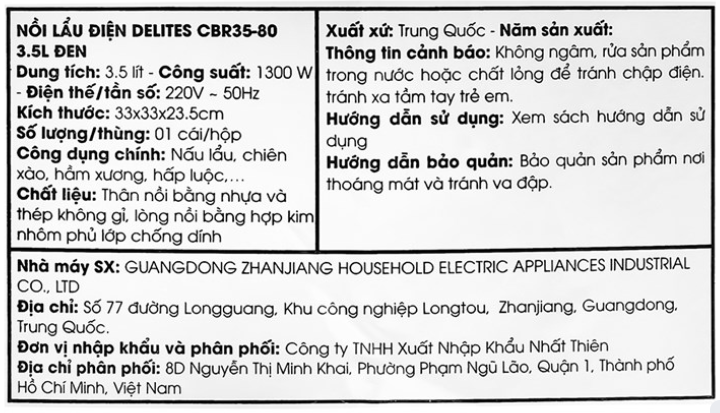 NỒI LẨU ĐIỆN DELITES CBR35-80
3.5L ĐEN
Dung tích: 3.5 lít - Công suất: 1300 W
- Điện thế/tần số: 220V ~ 50Hz
Kích thước: 33x33x23.5cm
Số lượng/thùng: 01 cái/hộp
Công dụng chính: Nấu lẩu, chiên
xào, hầm xương, hấp luộc,...
Chất liệu: Thân nồi bằng nhựa và
thép không gỉ, lòng nồi bằng hợp kim
nhôm phủ lớp chống dính
Xuất xứ: Trung Quốc - Năm sản xuất:
Thông tin cảnh báo: Không ngâm, rửa sản phẩm
trong nước hoặc chất lỏng để tránh chập điện.
tránh xa tầm tay trẻ em.
Hướng dẫn sử dụng: Xem sách hướng dẫn sử
dụng
Hướng dẫn bảo quản: Bảo quản sản phẩm nơi
thoáng mát và tránh va đập.
Nhà máy SX: GUANGDONG ZHANJIANG HOUSEHOLD ELECTRIC APPLIANCES INDUSTRIAL
CO., LTD
Địa chỉ: Số 77 đường Longguang, Khu công nghiệp Longtou, Zhanjiang, Guangdong,
Trung Quốc.
Đơn vị nhập khẩu và phân phối: Công ty TNHH Xuất Nhập Khẩu Nhất Thiên
Địa chỉ phân phối: 8D Nguyễn Thị Minh Khai, Phường Phạm Ngũ Lão, Quận 1, Thành phố
Hồ Chí Minh, Việt Nam